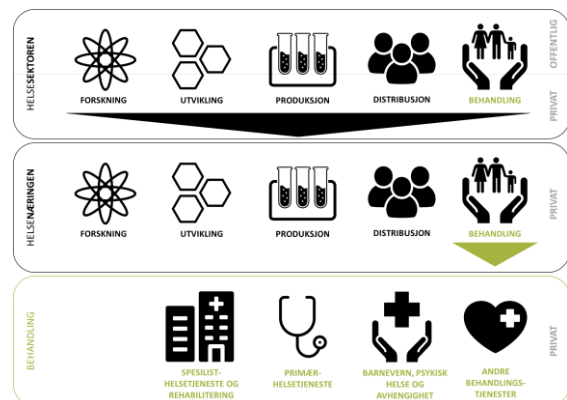 HELSESEKTOREN
FORSKNING
UTVIKLING
PRODUKSJON
DISTRIBUSJON
BEHANDLING
OFFENTLIG
PRIVAT
HELSENÆRINGEN
FORSKNING
UTVIKLING
PRODUKSJON
DISTRIBUSJON
BEHANDLING
PRIVAT
BEHANDLING
SPESILIST-
HELSETJENESTE OG
REHABILITERING
PRIMÆR-
HELSETJENESTE
BARNEVERN, PSYKISK
HELSE OG
AVHENGIGHET
ANDRE
BEHANDLINGS-
TJENESTER
PRIVAT